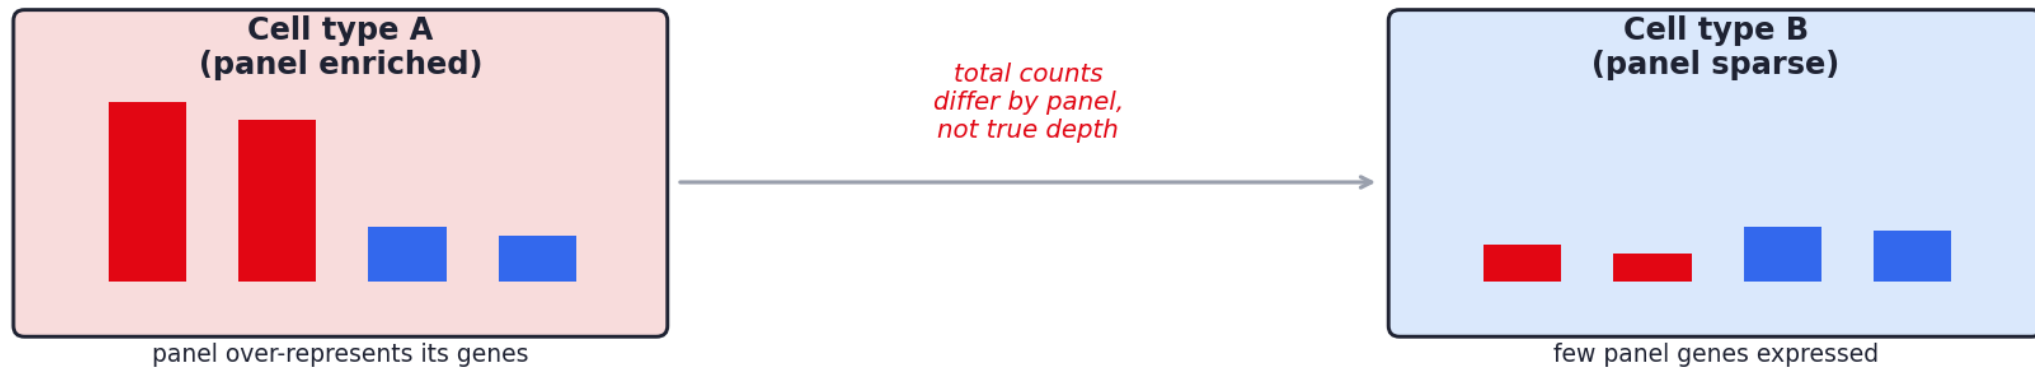 Cell type A
(panel enriched)
panel over-represents its genes
total counts
differ by panel,
not true depth
Cell type B
(panel sparse)
few panel genes expressed